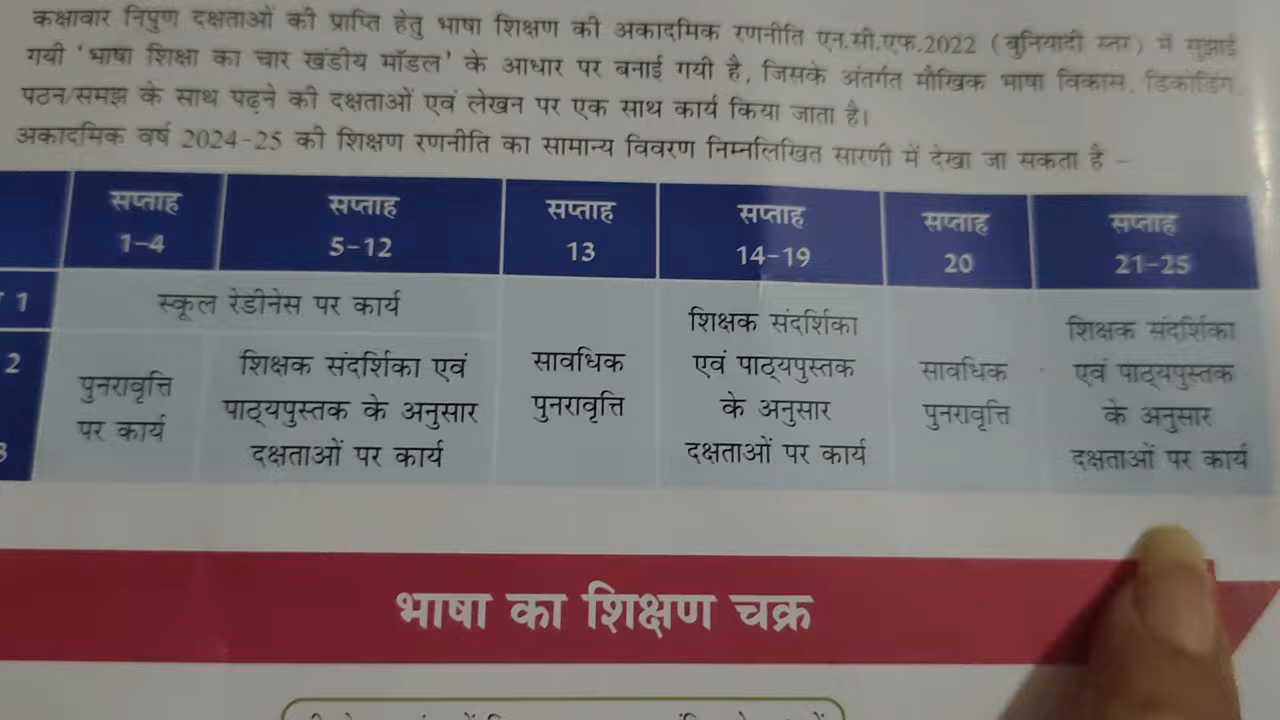 कक्षावार निपुण दक्षताओं की प्राप्ति हेतु भाषा शिक्षण की अकादमिक रणनीति एन.सी.एफ.2022 (बुनियादी स्तर) में सुझाई
गयी 'भाषा शिक्षा का चार खंडीय मॉडल' के आधार पर बनाई गयी है, जिसके अंतर्गत मौखिक भाषा विकास, डिकोडिंग,
पठन/समझ के साथ पढ़ने की दक्षताओं एवं लेखन पर एक साथ कार्य किया जाता है।
अकादमिक वर्ष 2024-25 की शिक्षण रणनीति का सामान्य विवरण निम्नलिखित सारणी में देखा जा सकता है -
सप्ताह 1-4
सप्ताह 5-12
सप्ताह 13
सप्ताह 14-19
सप्ताह 20
सप्ताह 21-25
1
स्कूल रेडीनेस पर कार्य
2
3
पुनरावृत्ति
पर कार्य
शिक्षक संदर्शिका एवं
पाठ्यपुस्तक के अनुसार
दक्षताओं पर कार्य
सावधिक
पुनरावृत्ति
शिक्षक संदर्शिका
एवं पाठ्यपुस्तक
के अनुसार
दक्षताओं पर कार्य
सावधिक
पुनरावृत्ति
शिक्षक संदर्शिका
एवं पाठ्यपुस्तक
के अनुसार
दक्षताओं पर कार्य
भाषा का शिक्षण चक्र